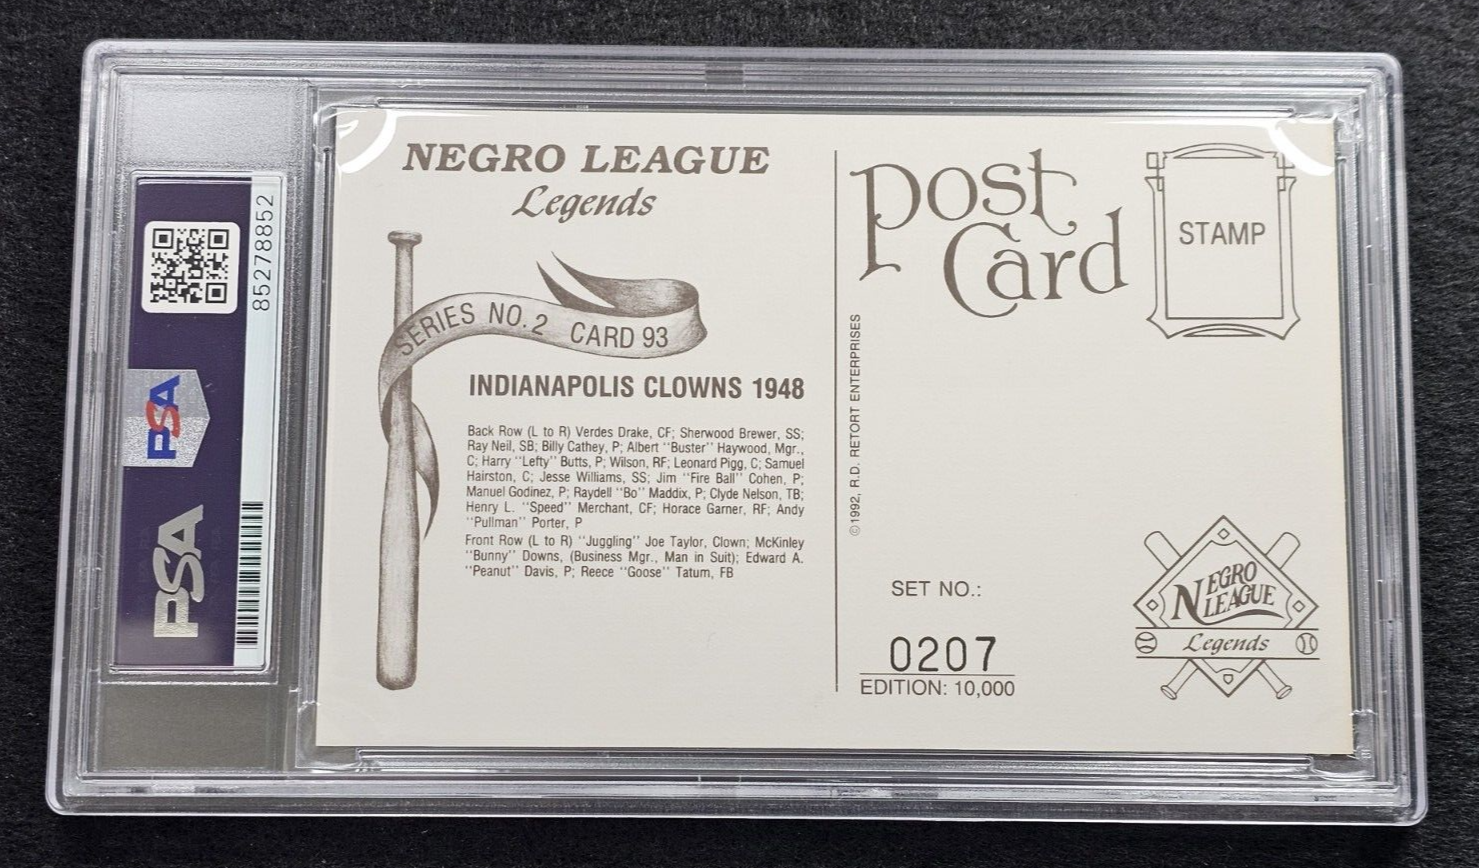 85278852
PSA
PSA
NEGRO LEAGUE
Legends
SERIES NO. 2 CARD 93
INDIANAPOLIS CLOWNS 1948
Back Row (L to R) Verdes Drake, CF; Sherwood Brewer, SS;
Ray Neil, SB; Billy Cathey, P; Albert "Buster" Haywood, Mgr.,
C; Harry "Lefty" Butts, P; Wilson, RF; Leonard Pigg, C; Samuel
Hairston, C; Jesse Williams, SS; Jim "Fire Ball" Cohen, P;
Manuel Godinez, P; Raydell "Bo" Maddix, P; Clyde Nelson, TB;
Henry L. "Speed" Merchant, CF; Horace Garner, RF; Andy
"Pullman" Porter, P
Front Row (L to R) "Juggling" Joe Taylor, Clown; McKinley
"Bunny" Downs, (Business Mgr., Man in Suit); Edward A.
"Peanut" Davis, P; Reece "Goose" Tatum, FB
©1992, R.D. RETORT ENTERPRISES
Post
Card
STAMP
SET NO.:
0207
EDITION: 10,000
NEGRO
LEAGUE
Legends